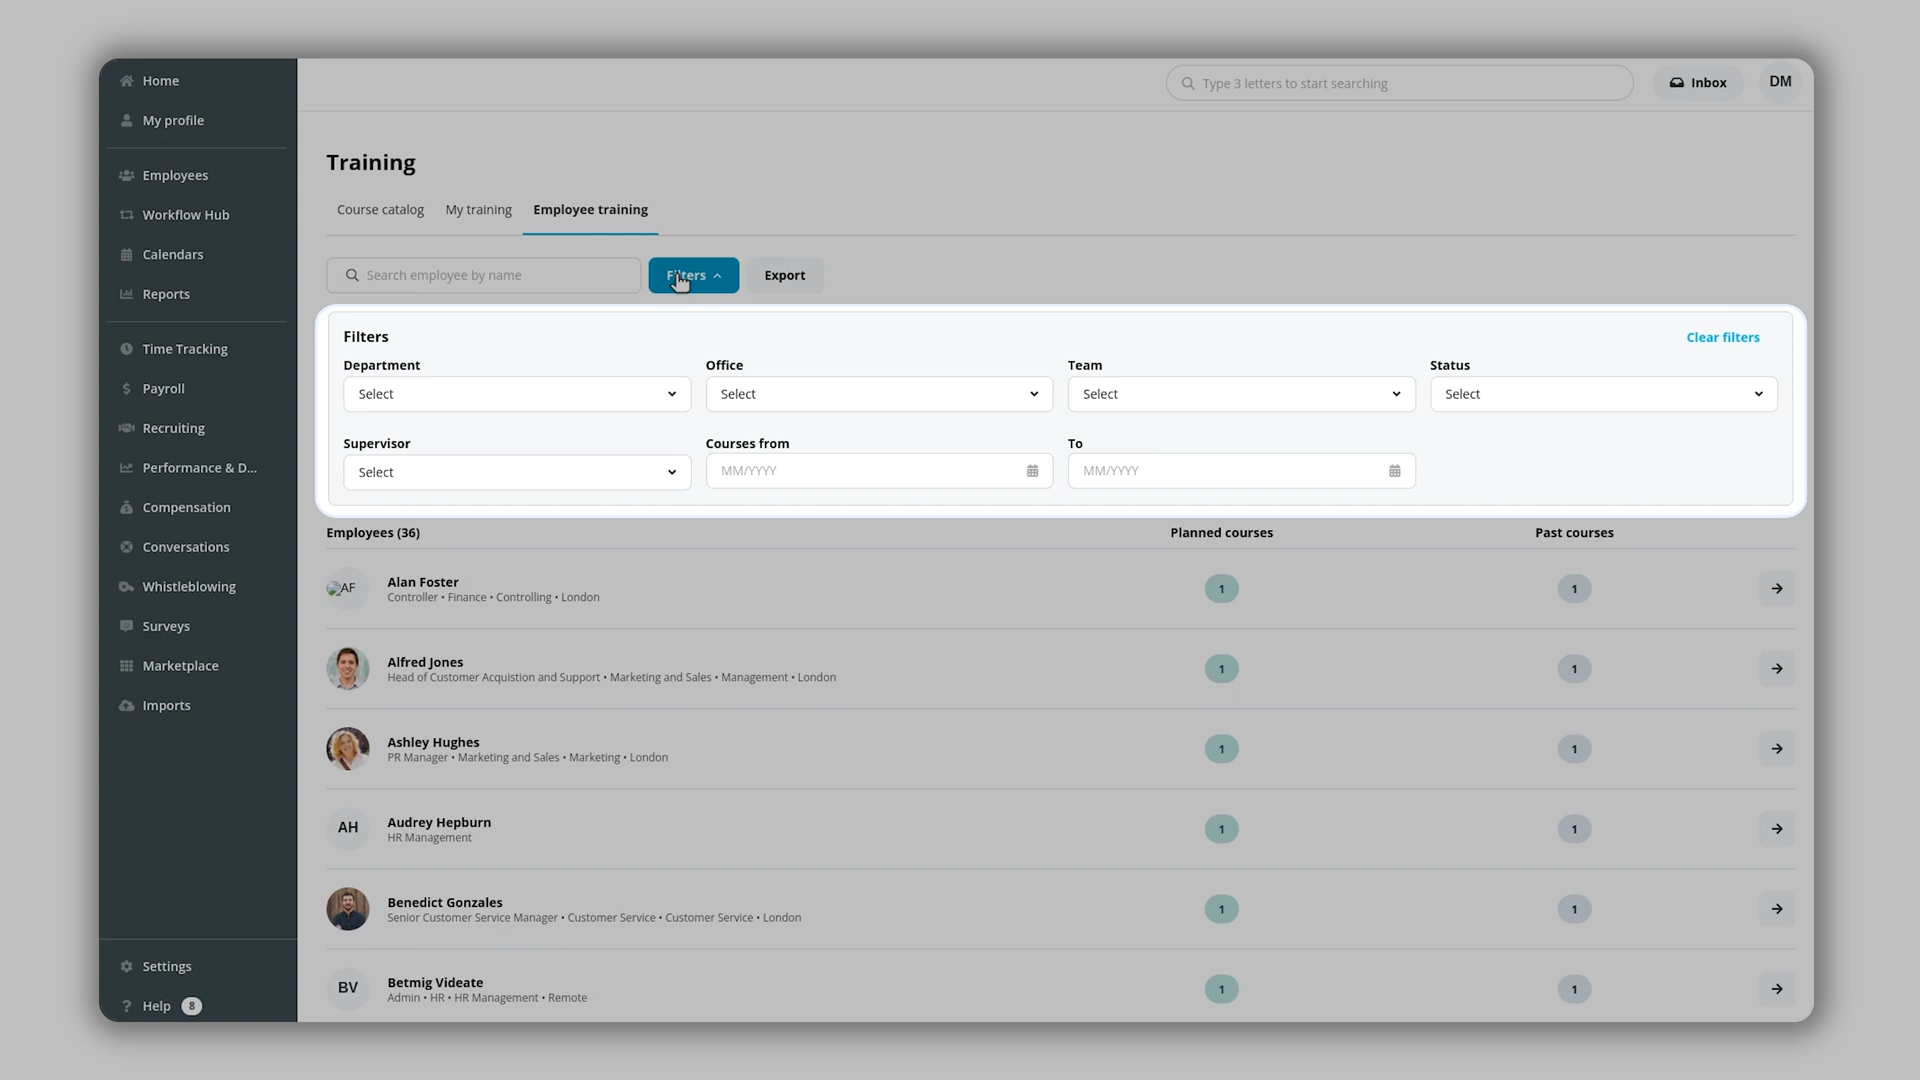 Home
My profile
Employees
Workflow Hub
Calendars
Reports
Time Tracking
Payroll
Recruiting
Performance & D...
Compensation
Conversations
Whistleblowing
Surveys
Marketplace
Imports
Settings
Help 8
Type 3 letters to start searching Inbox DM
Training
Course catalog My training Employee training
Search employee by name Filters Export
Filters Clear filters
Department Office Team Status
Select Select Select Select
Supervisor Courses from To
Select MM/YYYY MM/YYYY
Employees (36) Planned courses Past courses
AF Alan Foster 1 1
Controller • Finance • Controlling • London
Alfred Jones 1 1
Head of Customer Acquistion and Support • Marketing and Sales • Management • London
Ashley Hughes 1 1
PR Manager • Marketing and Sales • Marketing • London
AH Audrey Hepburn 1 1
HR Management
Benedict Gonzales 1 1
Senior Customer Service Manager • Customer Service • Customer Service • London
BV Betmig Videate 1 1
Admin • HR • HR Management • Remote